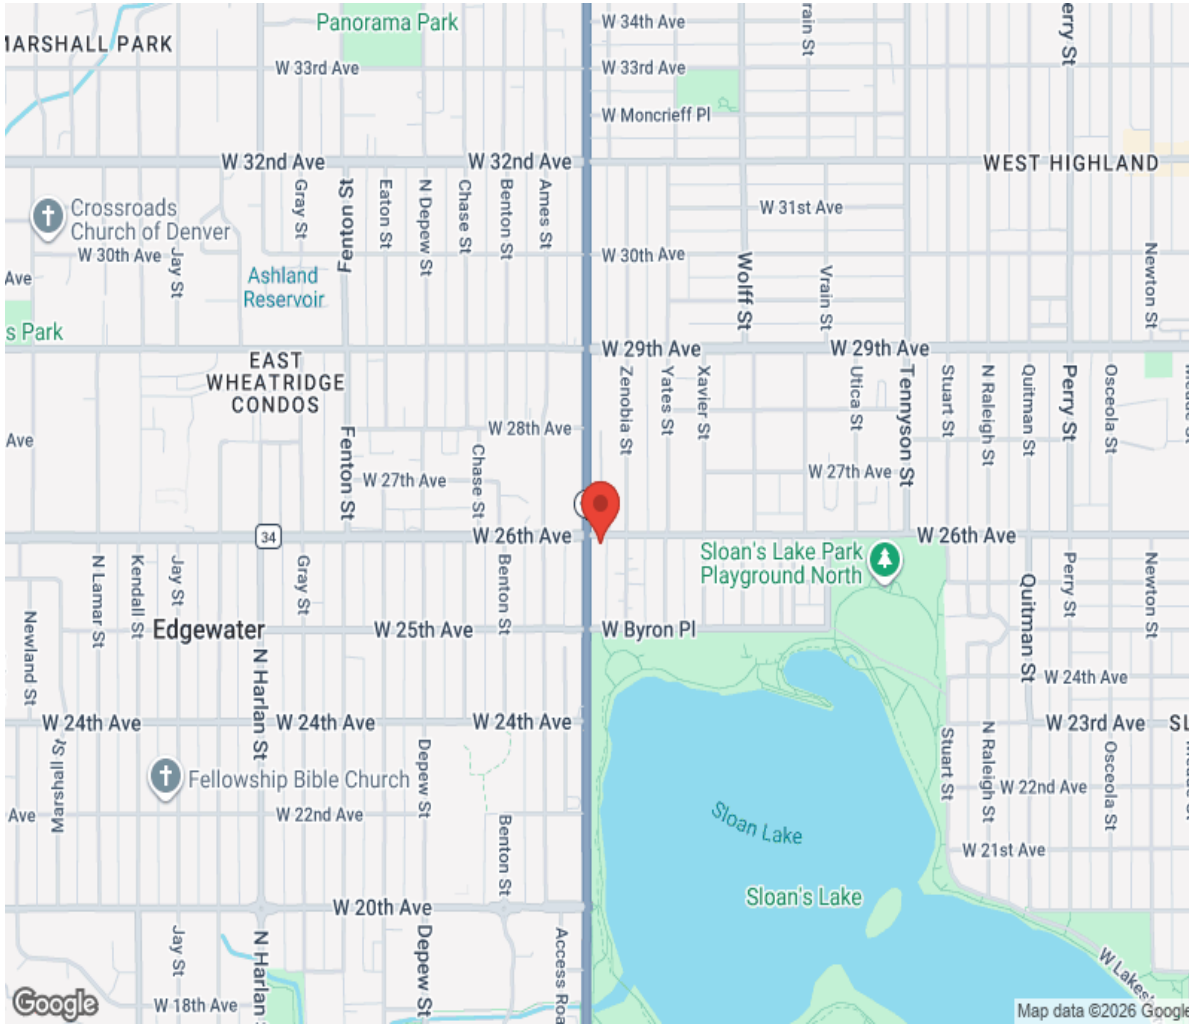 Panorama Park
W 34th Ave
MARSHALL PARK
W 33rd Ave
W 33rd Ave
W Moncrieff Pl
W 32nd Ave
W 32nd Ave
WEST HIGHLAND
Gray St
Fenton St
Eaton St
N Depew St
Chase St
Benton St
Ames St
W 31st Ave
Crossroads
Church of Denver
W 30th Ave
Jay St
W 30th Ave
Wolff St
Vrain St
Newton St
Ave
Ashland
Reservoir
s Park
W 29th Ave
W 29th Ave
EAST
WHEATRIDGE
CONDOS
Zenobia St
Yates St
Xavier St
Utica St
Tennyson St
Stuart St
N Raleigh St
Quitman St
Perry St
Osceola St
Ave
Fenton St
W 28th Ave
Chase St
W 27th Ave
W 27th Ave
34
W 26th Ave
W 26th Ave
Sloan's Lake Park
Playground North
N Lamar St
Kendall St
Jay St
Gray St
Benton St
Quitman St
Perry St
Newton St
Newland St
Edgewater
W 25th Ave
W Byron Pl
N Harlan St
W 24th Ave
W 24th Ave
W 24th Ave
W 24th Ave
W 23rd Ave
SL
Marshall St
Depew St
Stuart St
N Raleigh St
Osceola St
Fellowship Bible Church
W 22nd Ave
Ave
W 22nd Ave
Benton St
Sloan Lake
W 21st Ave
Sloan's Lake
W 20th Ave
Jay St
N Harlan
Depew St
Access Roa
W Lakes
W 18th Ave
Google
Map data ©2026 Google